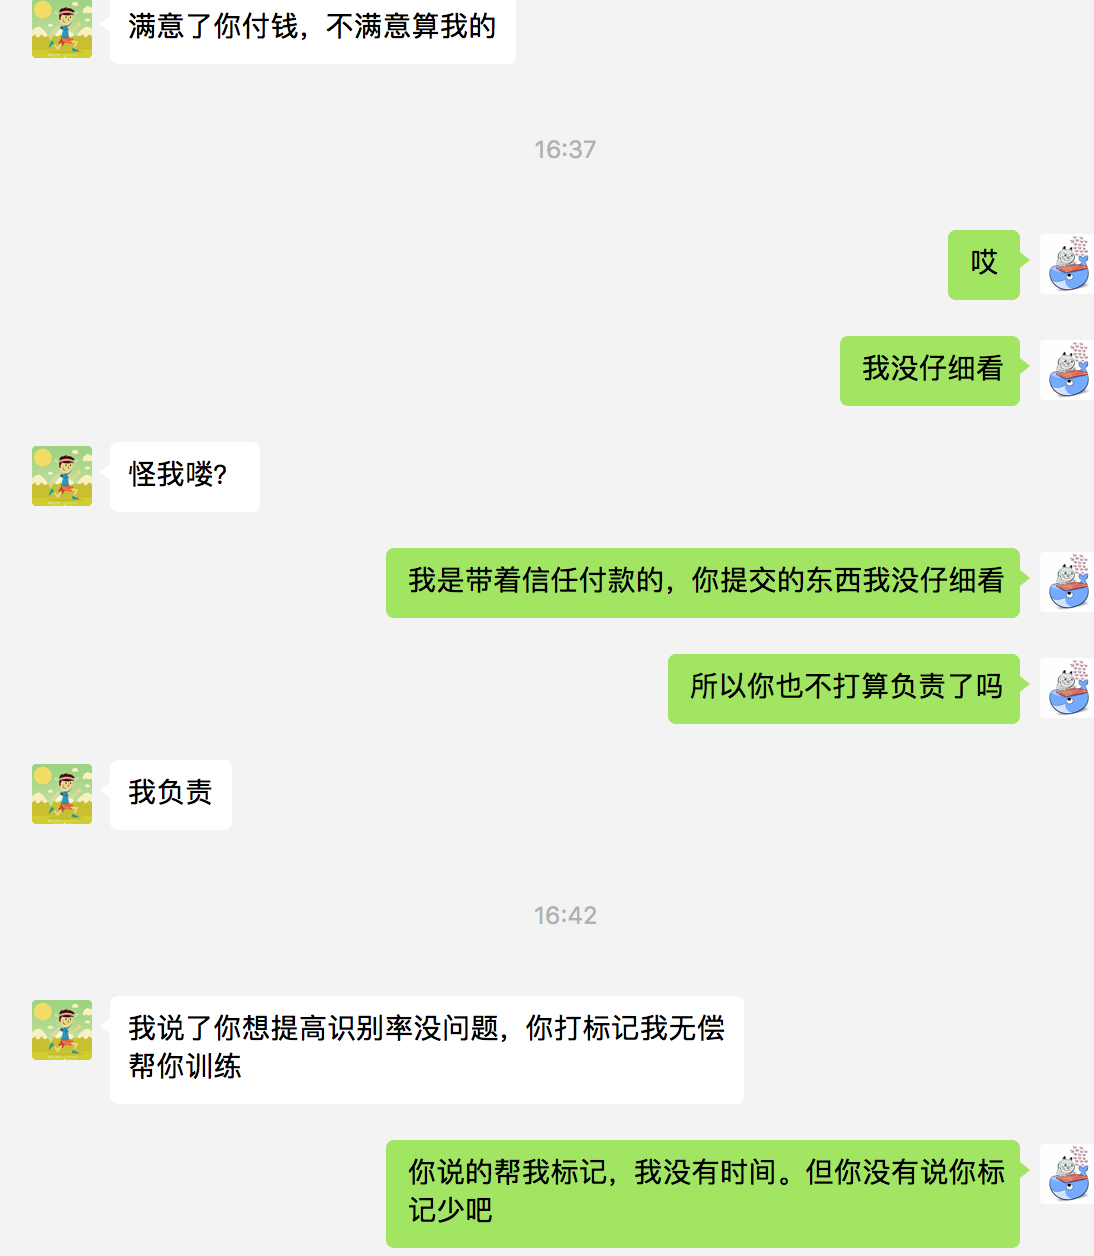 满意了你付钱，不满意算我的
16:37
哎
我没仔细看
怪我喽?
我是带着信任付款的，你提交的东西我没仔细看
所以你也不打算负责了吗
我负责
16:42
我说了你想提高识别率没问题，你打标记我无偿
帮你训练
你说的帮我标记，我没有时间。但你没有说你标
记少吧